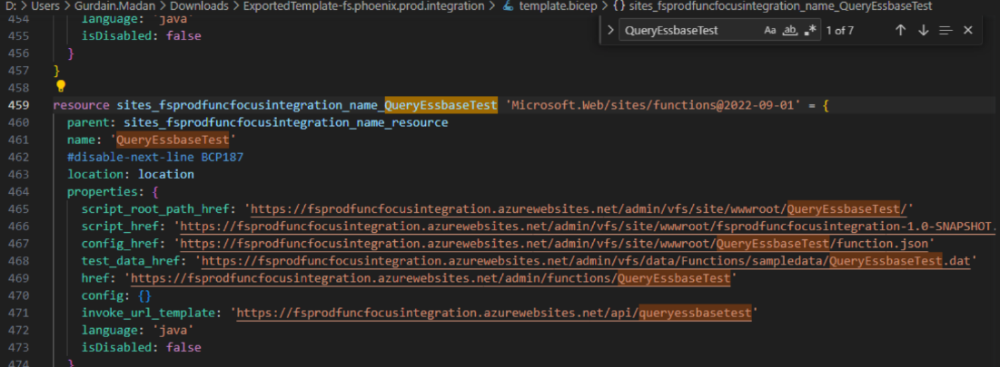 D: > Users > Gurdain.Madan > Downloads > ExportedTemplate-fs.phoenix.prod.integration > template.bicep > {} sites_fsprodfuncfocusintegration_name_QueryEssbaseTest
> QueryEssbaseTest Aa ab .* 1 of 7
454 language: 'java'
455 isDisabled: false
456 }
457 }
458
459 resource sites_fsprodfuncfocusintegration_name_QueryEssbaseTest 'Microsoft.Web/sites/functions@2022-09-01' = {
460 parent: sites_fsprodfuncfocusintegration_name_resource
461 name: 'QueryEssbaseTest'
462 #disable-next-line BCP187
463 location: location
464 properties: {
465 script_root_path_href: 'https://fsprodfuncfocusintegration.azurewebsites.net/admin/vfs/site/wwwroot/QueryEssbaseTest/'
466 script_href: 'https://fsprodfuncfocusintegration.azurewebsites.net/admin/vfs/site/wwwroot/fsprodfuncfocusintegration-1.0-SNAPSHOT.
467 config_href: 'https://fsprodfuncfocusintegration.azurewebsites.net/admin/vfs/site/wwwroot/QueryEssbaseTest/function.json'
468 test_data_href: 'https://fsprodfuncfocusintegration.azurewebsites.net/admin/vfs/data/Functions/sampledata/QueryEssbaseTest.dat'
469 href: 'https://fsprodfuncfocusintegration.azurewebsites.net/admin/functions/QueryEssbaseTest'
470 config: {}
471 invoke_url_template: 'https://fsprodfuncfocusintegration.azurewebsites.net/api/queryessbasetest'
472 language: 'java'
473 isDisabled: false
474 }